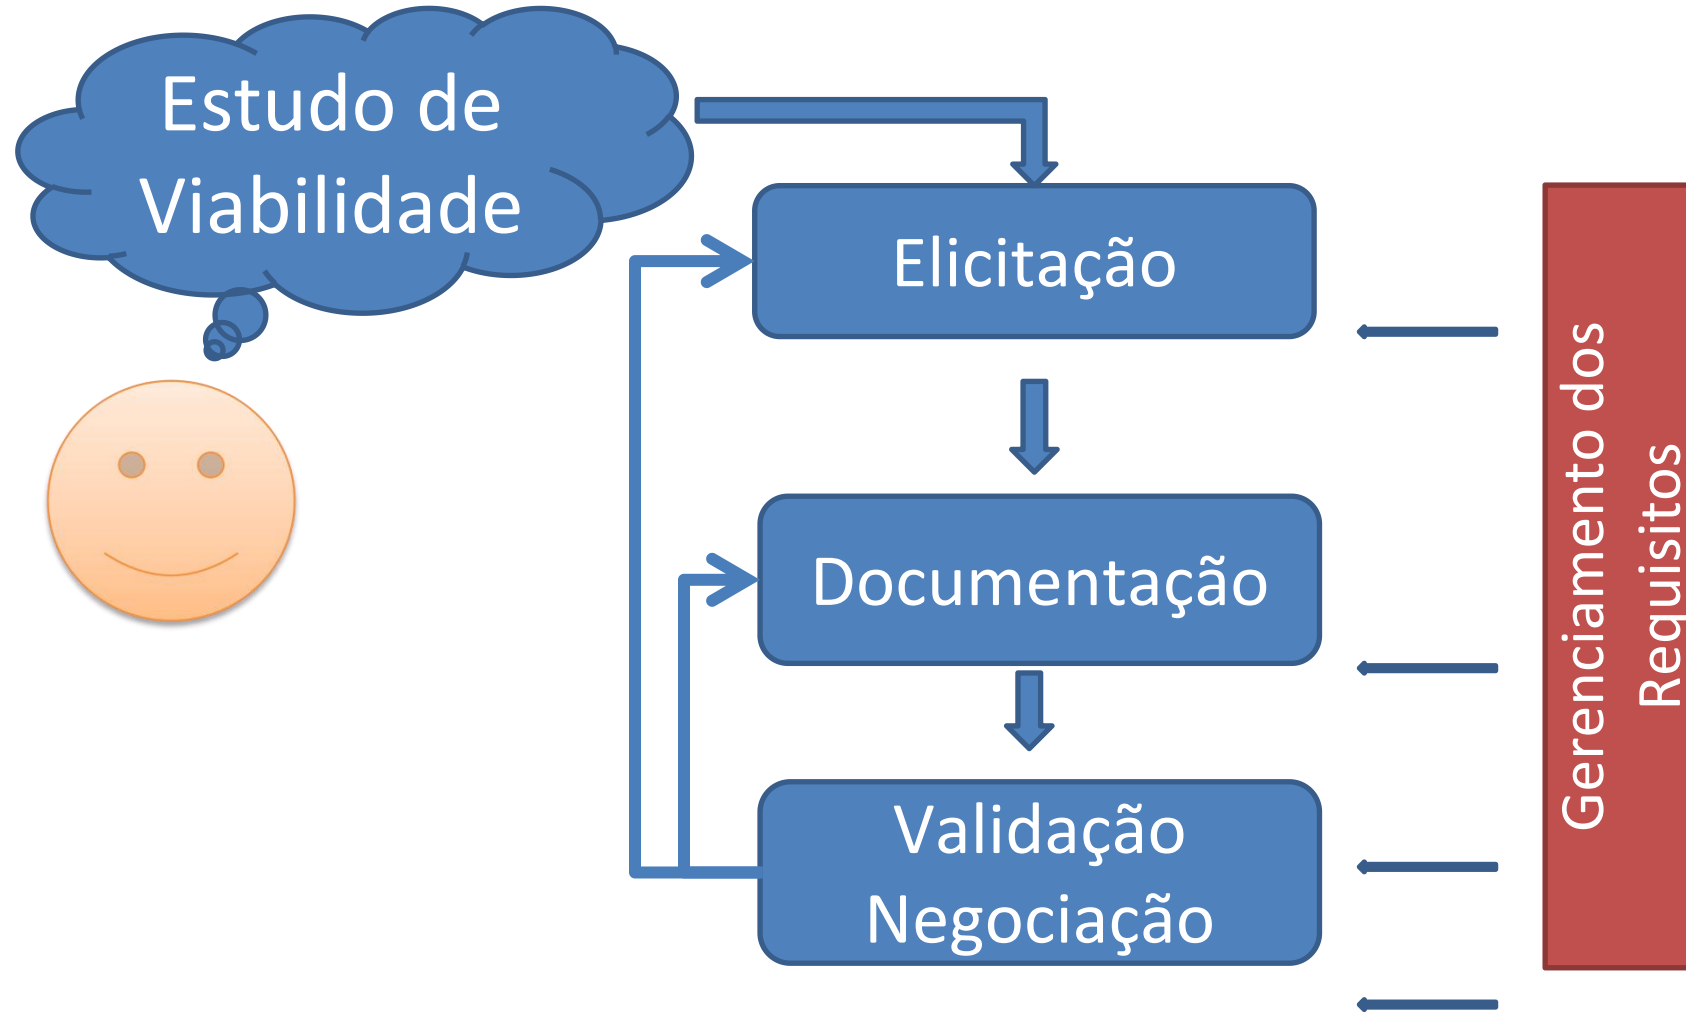 Estudo de
Viabilidade
Elicitação
Documentação
Validação
Negociação
Gerenciamento dos
Requisitos